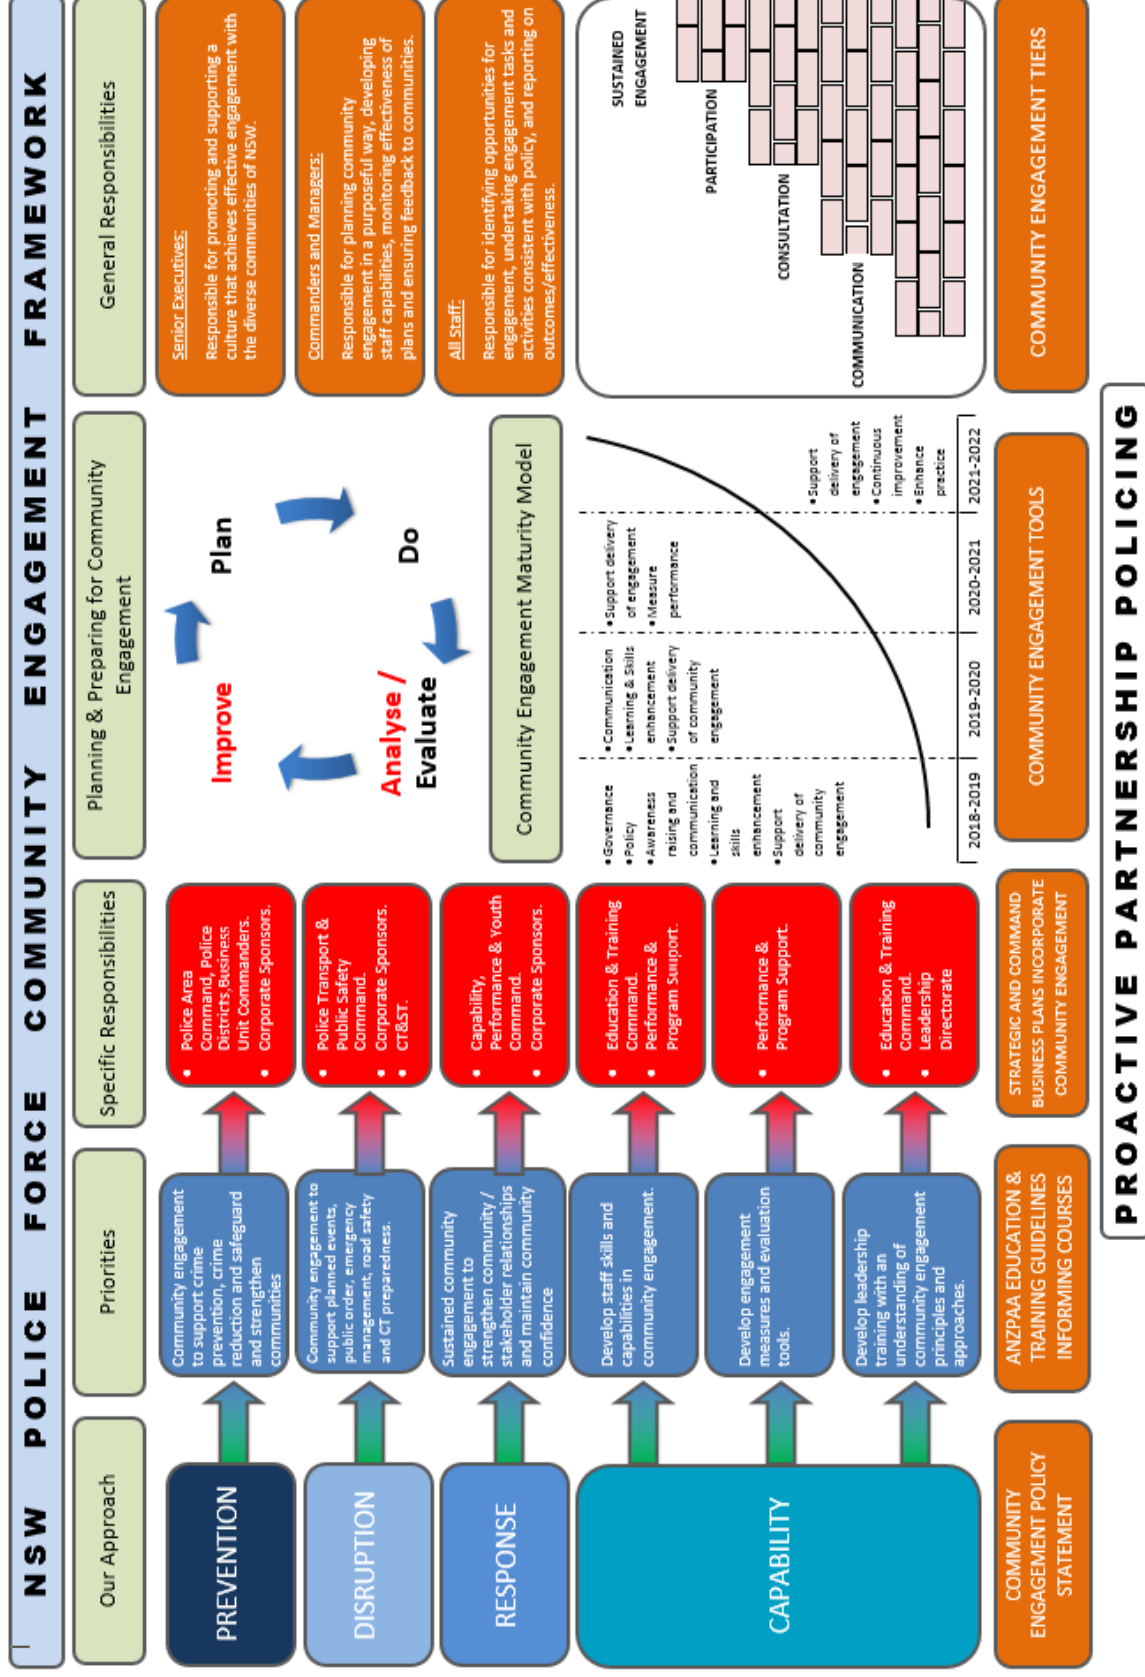 NSW POLICE FORCE COMMUNITY ENGAGEMENT FRAMEWORK
Our Approach
Priorities
Specific Responsibilities
Planning & Preparing for Community
Engagement
General Responsibilities
PREVENTION
Community engagement
to support crime
prevention, crime
reduction and safeguard
and strengthen
communities
• Police Area
Command, Police
Districts,Business
Unit Commanders.
• Corporate Sponsors.
DISRUPTION
Community engagement to
support planned events,
public order, emergency
management, road safety
and CT preparedness.
• Police Transport &
Public Safety
Command.
• Corporate Sponsors.
• CT&ST.
RESPONSE
Sustained community
engagement to
strengthen community /
stakeholder relationships
and maintain community
confidence
• Capability,
Performance & Youth
Command.
• Corporate Sponsors.
CAPABILITY
Develop staff skills and
capabilities in
community engagement.
• Education & Training
Command.
• Performance &
Program Support.
Develop engagement
measures and evaluation
tools.
• Performance &
Program Support.
Develop leadership
training with an
understanding of
community engagement
principles and
approaches.
• Education & Training
Command.
• Leadership
Directorate
Improve
Plan
Analyse /
Evaluate
Do
Community Engagement Maturity Model
• Governance
• Policy
• Awareness
raising and
communication
• Learning and
skills
enhancement
• Support
delivery of
community
engagement
2018-2019
• Communication
• Learning & Skills
enhancement
• Support delivery
of community
engagement
2019-2020
• Support delivery
of engagement
• Measure
performance
2020-2021
• Support
delivery of
engagement
• Continuous
improvement
• Enhance
practice
2021-2022
Senior Executives:
Responsible for promoting and supporting a
culture that achieves effective engagement with
the diverse communities of NSW.
Commanders and Managers:
Responsible for planning community
engagement in a purposeful way, developing
staff capabilities, monitoring effectiveness of
plans and ensuring feedback to communities.
All Staff:
Responsible for identifying opportunities for
engagement, undertaking engagement tasks and
activities consistent with policy, and reporting on
outcomes/effectiveness.
SUSTAINED
ENGAGEMENT
PARTICIPATION
CONSULTATION
COMMUNICATION
COMMUNITY
ENGAGEMENT POLICY
STATEMENT
ANZPAA EDUCATION &
TRAINING GUIDELINES
INFORMING COURSES
STRATEGIC AND COMMAND
BUSINESS PLANS INCORPORATE
COMMUNITY ENGAGEMENT
COMMUNITY ENGAGEMENT TOOLS
COMMUNITY ENGAGEMENT TIERS
PROACTIVE PARTNERSHIP POLICING